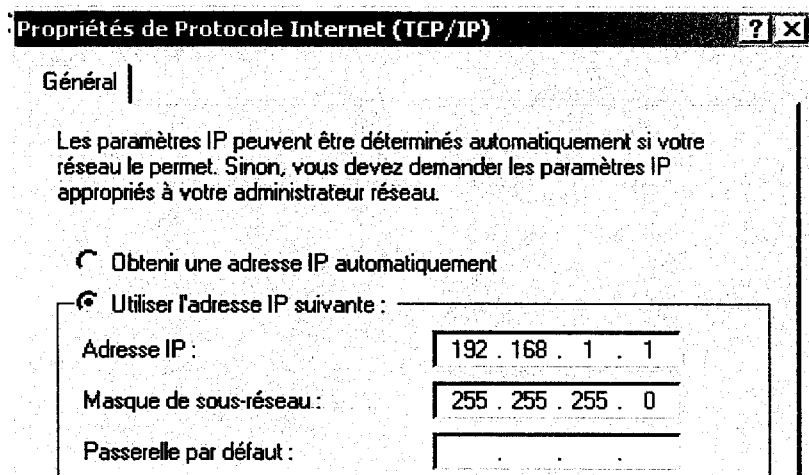 Propriétés de Protocole Internet (TCP/IP) ? X
Général
Les paramètres IP peuvent être déterminés automatiquement si votre
réseau le permet. Sinon, vous devez demander les paramètres IP
appropriés à votre administrateur réseau.
Obtenir une adresse IP automatiquement
Utiliser l'adresse IP suivante :
Adresse IP : 192 . 168 . 1 . 1
Masque de sous-réseau : 255 . 255 . 255 . 0
Passerelle par défaut : . . .